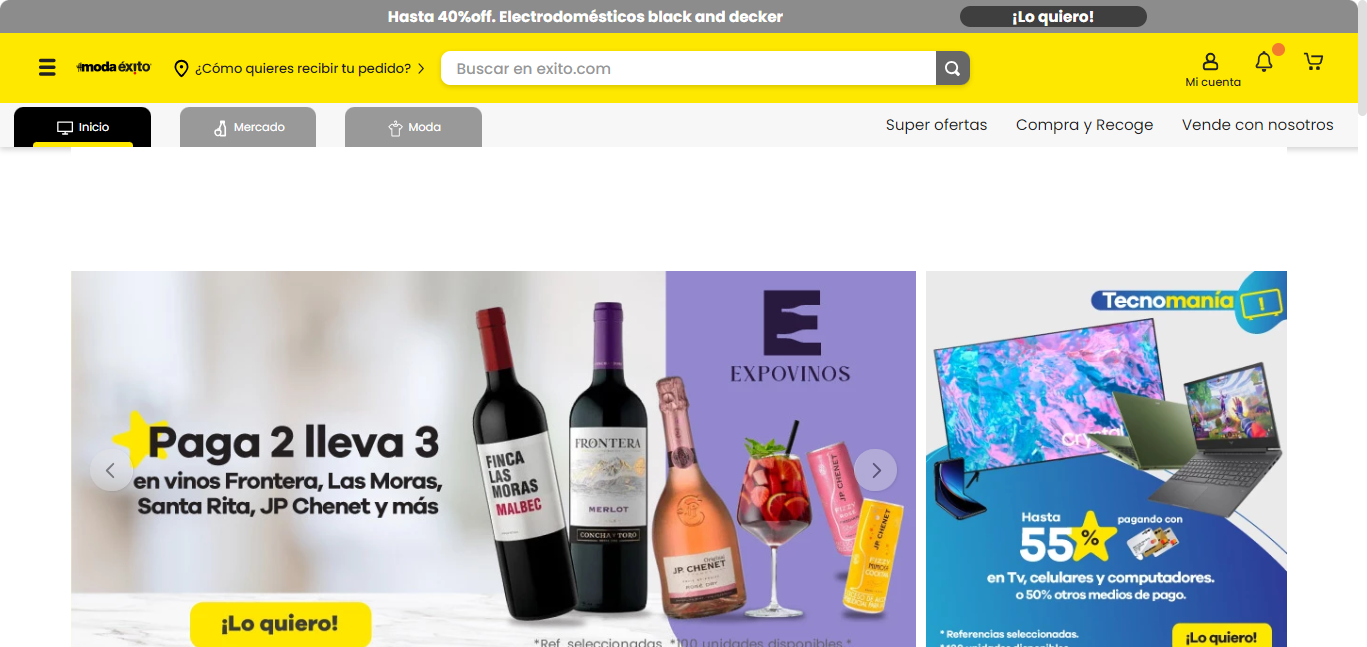 Hasta 40%off. Electrodomésticos black and decker
¡Lo quiero!
#moda éxito
¿Cómo quieres recibir tu pedido?
Buscar en exito.com
Mi cuenta
Inicio
Mercado
Moda
Super ofertas
Compra y Recoge
Vende con nosotros
Paga 2 lleva 3
en vinos Frontera, Las Moras,
Santa Rita, JP Chenet y más
¡Lo quiero!
FINCA
LAS
MORAS
MALBEC
FRONTERA
MERLOT
CONCHA Y TORO
JP. CHENET
E
EXPOVINOS
JP. CHENET
JP. CHENET
*Ref. seleccionadas. *190 unidades disponibles.*
Tecnomanía
Hasta
55%
pagando con
en Tv, celulares y computadores.
o 50% otros medios de pago.
* Referencias seleccionadas.
¡Lo quiero!